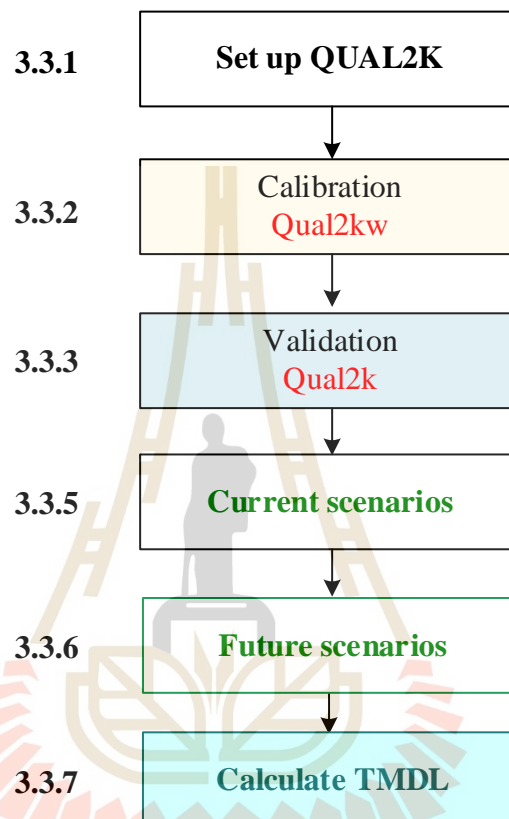 3.3.1 Set up QUAL2K
3.3.2 Calibration
Qual2kw
3.3.3 Validation
Qual2k
3.3.5 Current scenarios
3.3.6 Future scenarios
3.3.7 Calculate TMDL